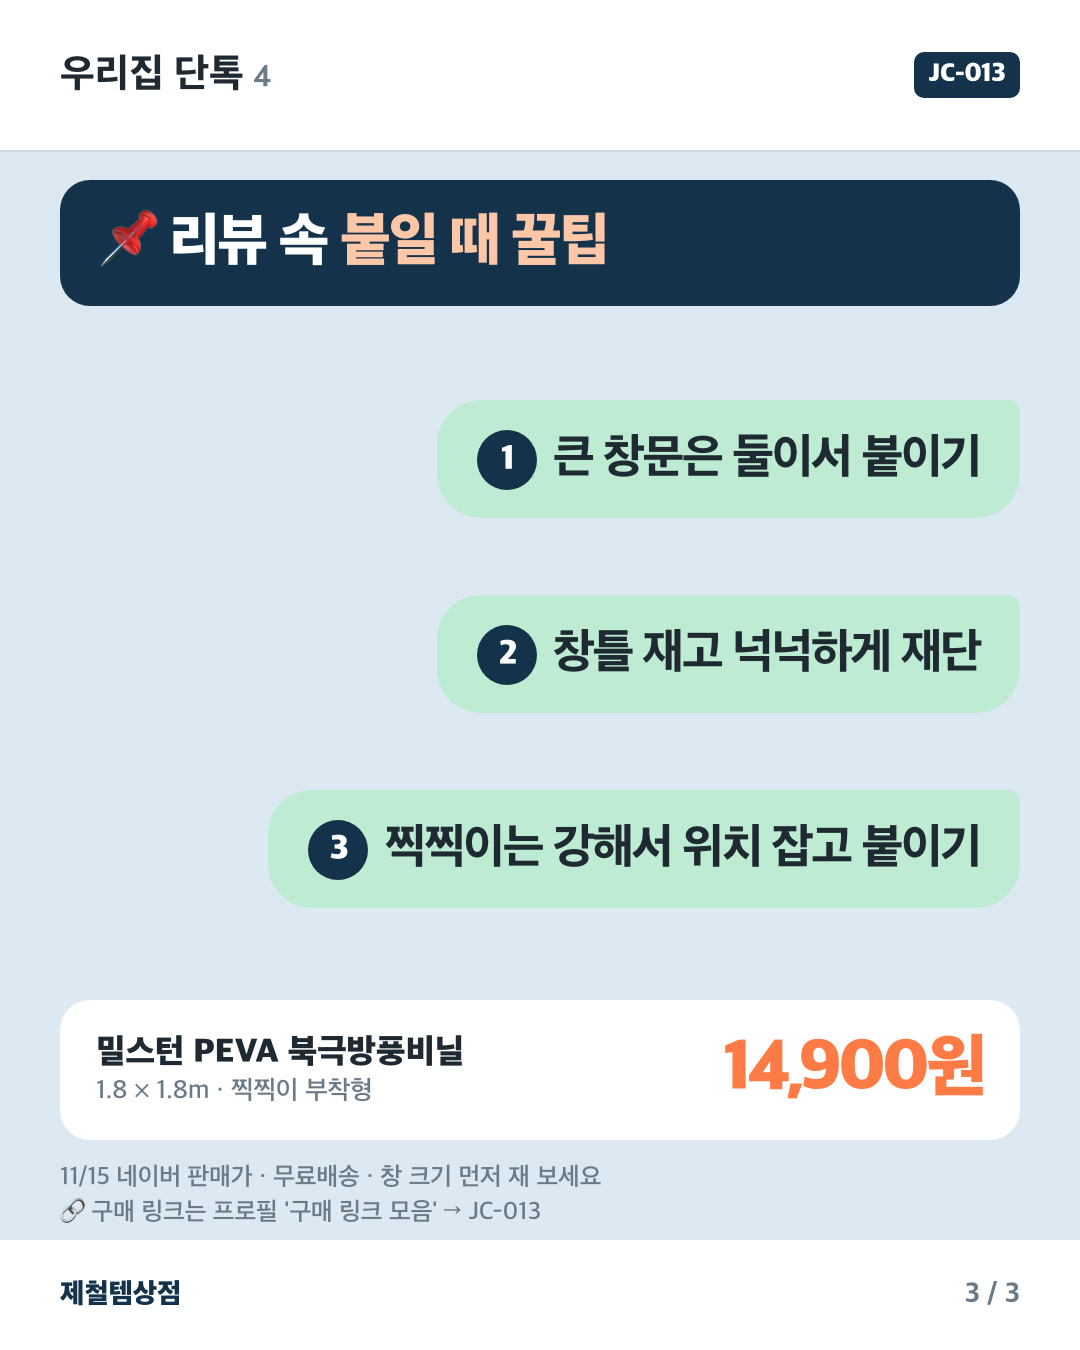 우리집 단톡 4
JC-013
📌 리뷰 속 붙일 때 꿀팁
1 큰 창문은 둘이서 붙이기
2 창틀 재고 넉넉하게 재단
3 찍찍이는 강해서 위치 잡고 붙이기
밀스턴 PEVA 북극방풍비닐
1.8 × 1.8m · 찍찍이 부착형
14,900원
11/15 네이버 판매가 · 무료배송 · 창 크기 먼저 재 보세요
🔗 구매 링크는 프로필 '구매 링크 모음' → JC-013
제철템상점
3 / 3